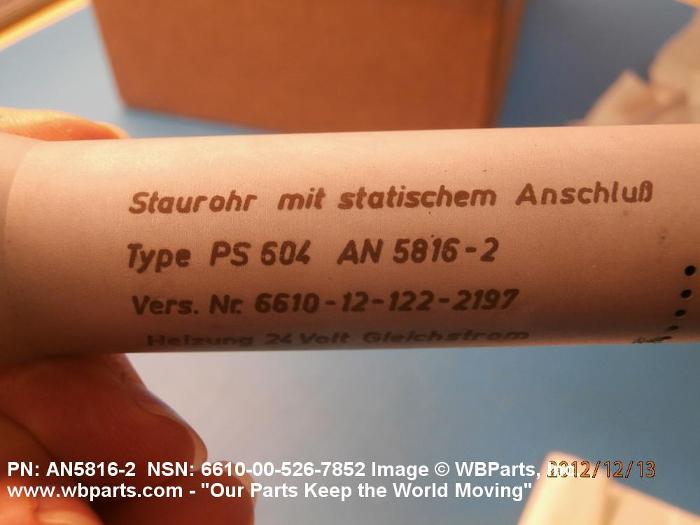 Staurohr mit statischem Anschluß
Type PS 604 AN 5816-2
Vers. Nr. 6610-12-122-2197
Heizung 24 Volt Gleichstrom
PN: AN5816-2 NSN: 6610-00-526-7852 Image © WBParts, Inc.
2012/12/13
www.wbparts.com - "Our Parts Keep the World Moving"